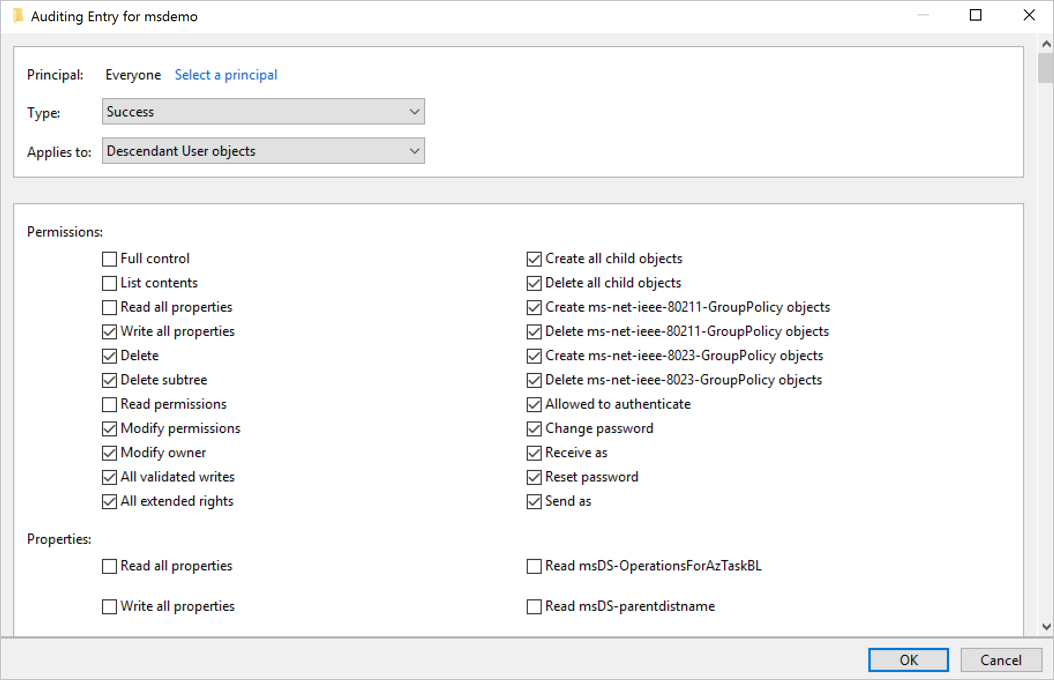 Auditing Entry for msdemo
Principal: Everyone Select a principal
Type: Success
Applies to: Descendant User objects
Permissions:
Full control Create all child objects
List contents Delete all child objects
Read all properties Create ms-net-ieee-80211-GroupPolicy objects
Write all properties Delete ms-net-ieee-80211-GroupPolicy objects
Delete Create ms-net-ieee-8023-GroupPolicy objects
Delete subtree Delete ms-net-ieee-8023-GroupPolicy objects
Read permissions Allowed to authenticate
Modify permissions Change password
Modify owner Receive as
All validated writes Reset password
All extended rights Send as
Properties:
Read all properties Read msDS-OperationsForAzTaskBL
Write all properties Read msDS-parentdistname
OK Cancel